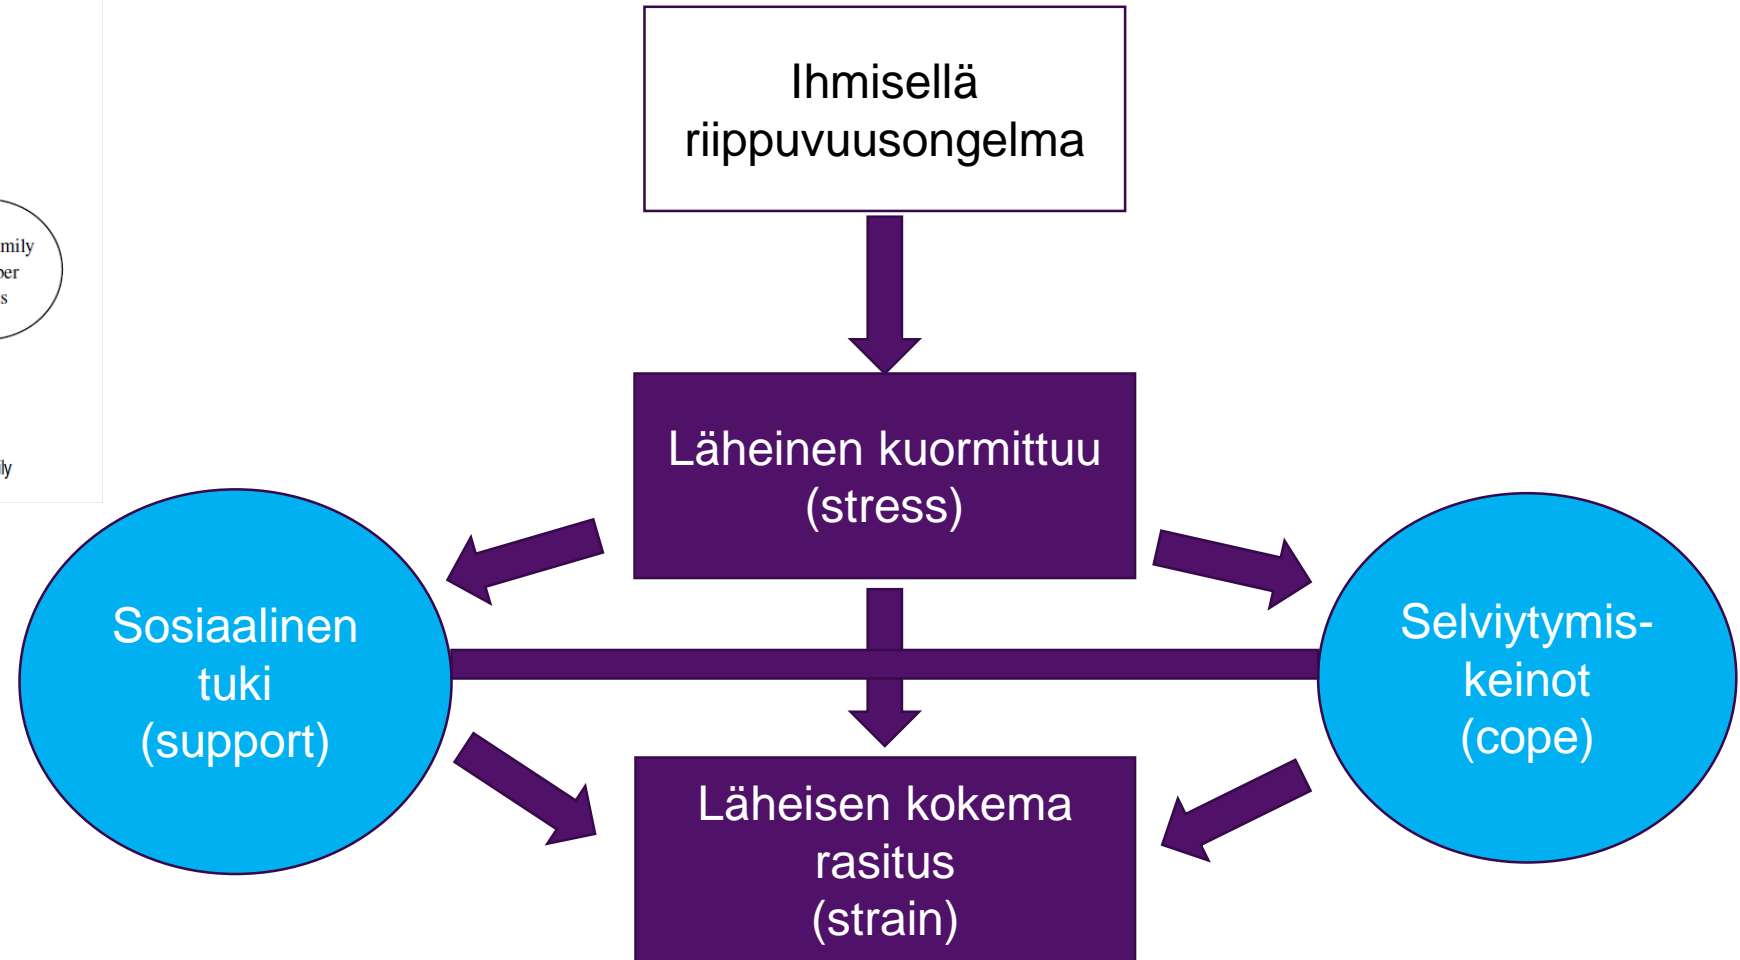 Ihmisellä
riippuvuusongelma
Läheinen kuormittuu
(stress)
Sosiaalinen
tuki
(support)
Selviytymis-
keinot
(cope)
Läheisen kokema
rasitus
(strain)